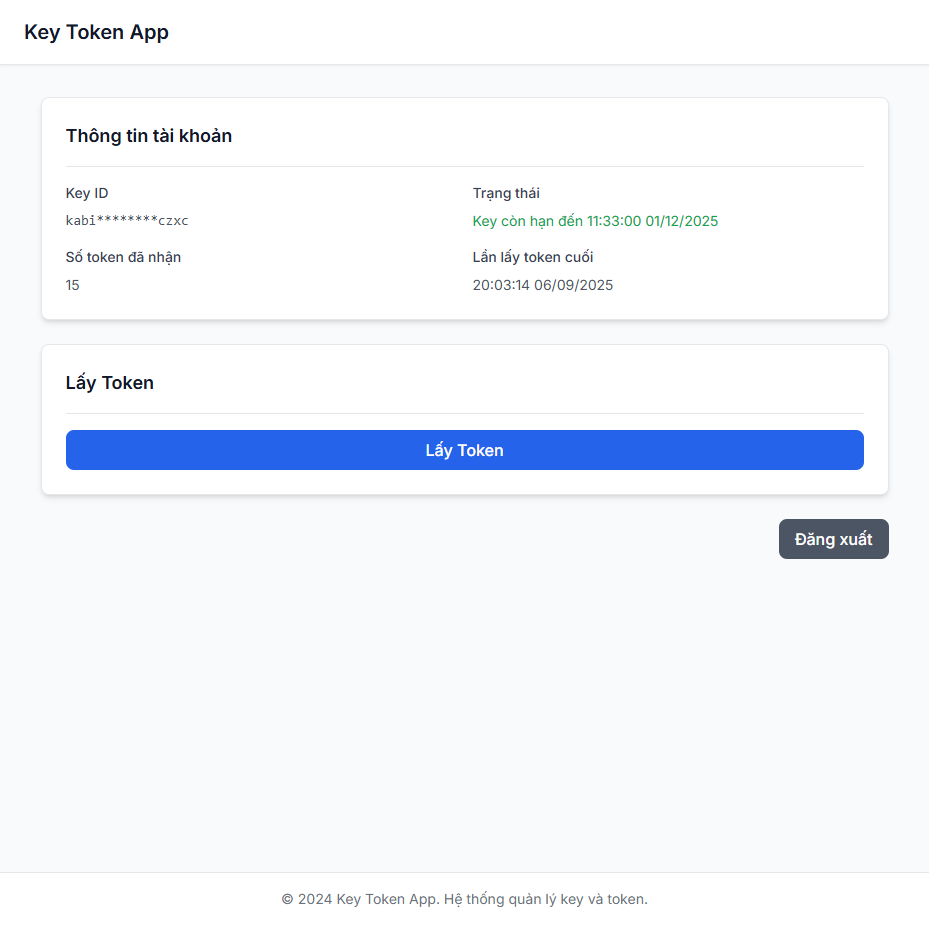 Key Token App
Thông tin tài khoản
Key ID
kabi********czxc
Trạng thái
Key còn hạn đến 11:33:00 01/12/2025
Số token đã nhận
15
Lần lấy token cuối
20:03:14 06/09/2025
Lấy Token
Lấy Token
Đăng xuất
© 2024 Key Token App. Hệ thống quản lý key và token.